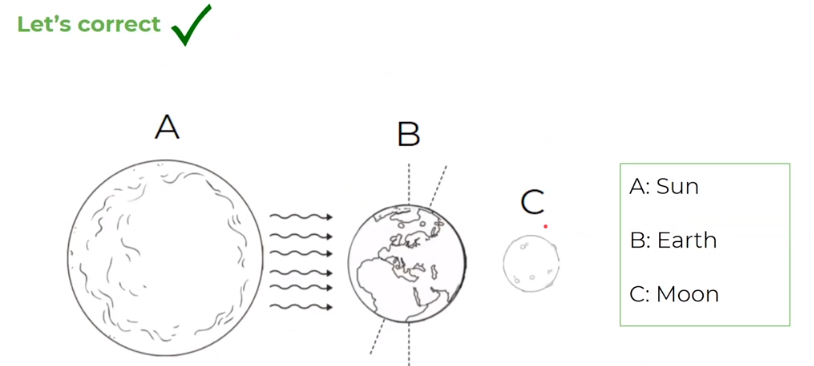 Let's correct
A
B
C
A: Sun
B: Earth
C: Moon